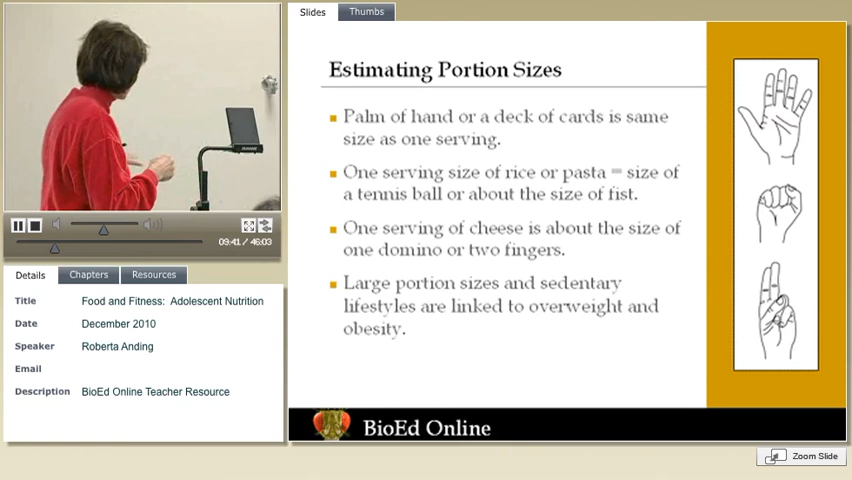 Slides
Thumbs
Estimating Portion Sizes
Palm of hand or a deck of cards is same
size as one serving.
One serving size of rice or pasta = size of
a tennis ball or about the size of fist.
One serving of cheese is about the size of
one domino or two fingers.
Large portion sizes and sedentary
lifestyles are linked to overweight and
obesity.
BioEd Online
Zoom Slide
09:41 / 46:03
Details
Chapters
Resources
Title Food and Fitness: Adolescent Nutrition
Date December 2010
Speaker Roberta Anding
Email
Description BioEd Online Teacher Resource